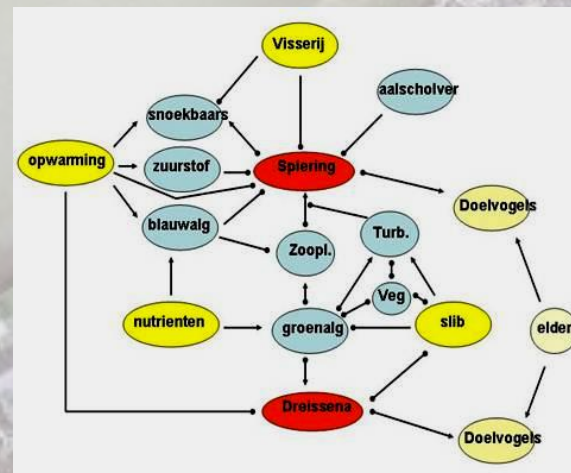 Visserij
aalscholver
snoekbaars
opwarming
zuurstof
Spiering
Doelvogels
blauwalg
Zoopl.
Turb.
Veg
nutrienten
groenalg
slib
elder
Dreissena
Doelvogels